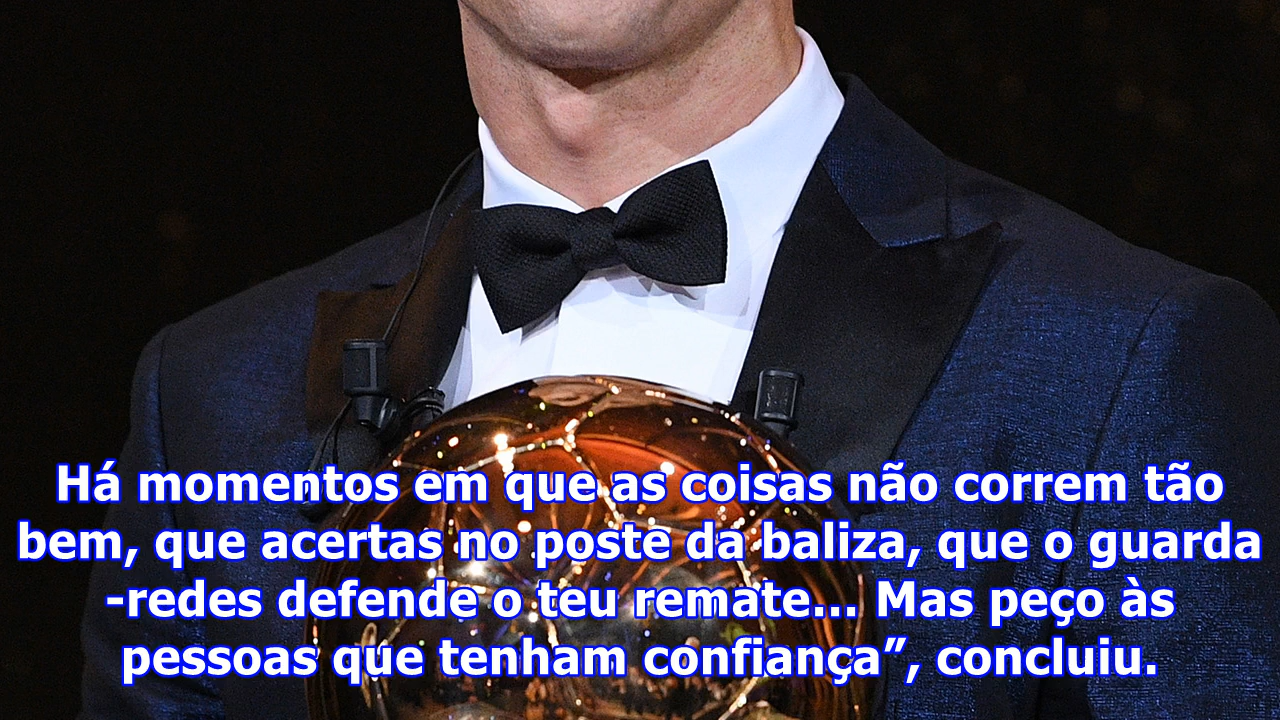 Há momentos em que as coisas não correm tão
bem, que acertas no poste da baliza, que o guarda
-redes defende o teu remate... Mas peço às
pessoas que tenham confiança”, concluiu.